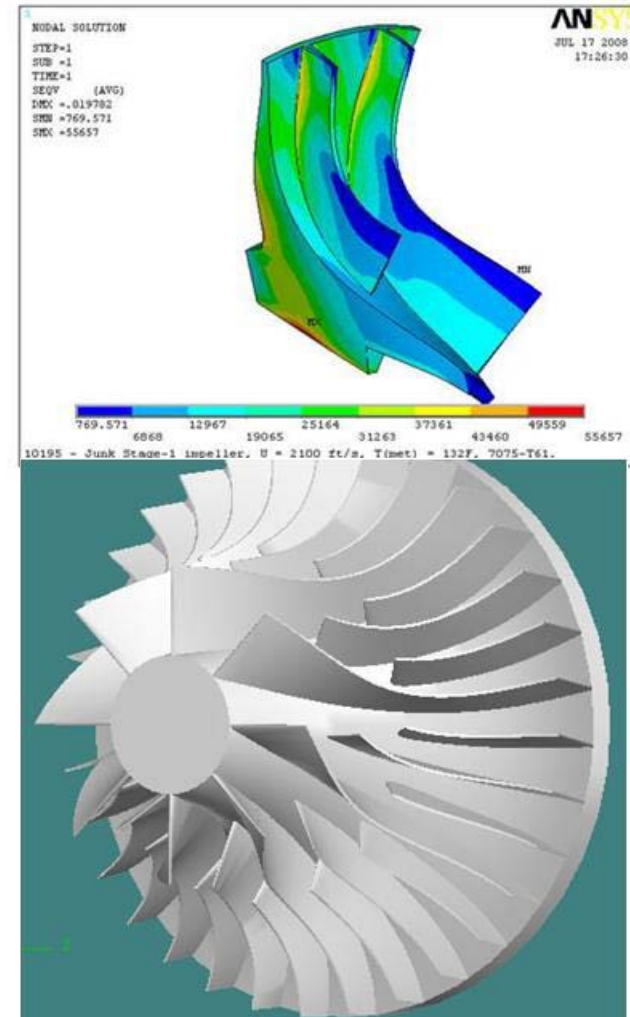 1
NODAL SOLUTION
STEP=1
SUB =1
TIME=1
SEQV (AVG)
DMX =.019782
SMN =769.571
SMX =55657
ANSYS
JUL 17 2008
17:26:30
MN
MX
769.571 12967 25164 37361 49559
6868 19065 31263 43460 55657
10195 - Junk Stage-1 impeller, U = 2100 ft/s, T(met) = 132F, 7075-T61.